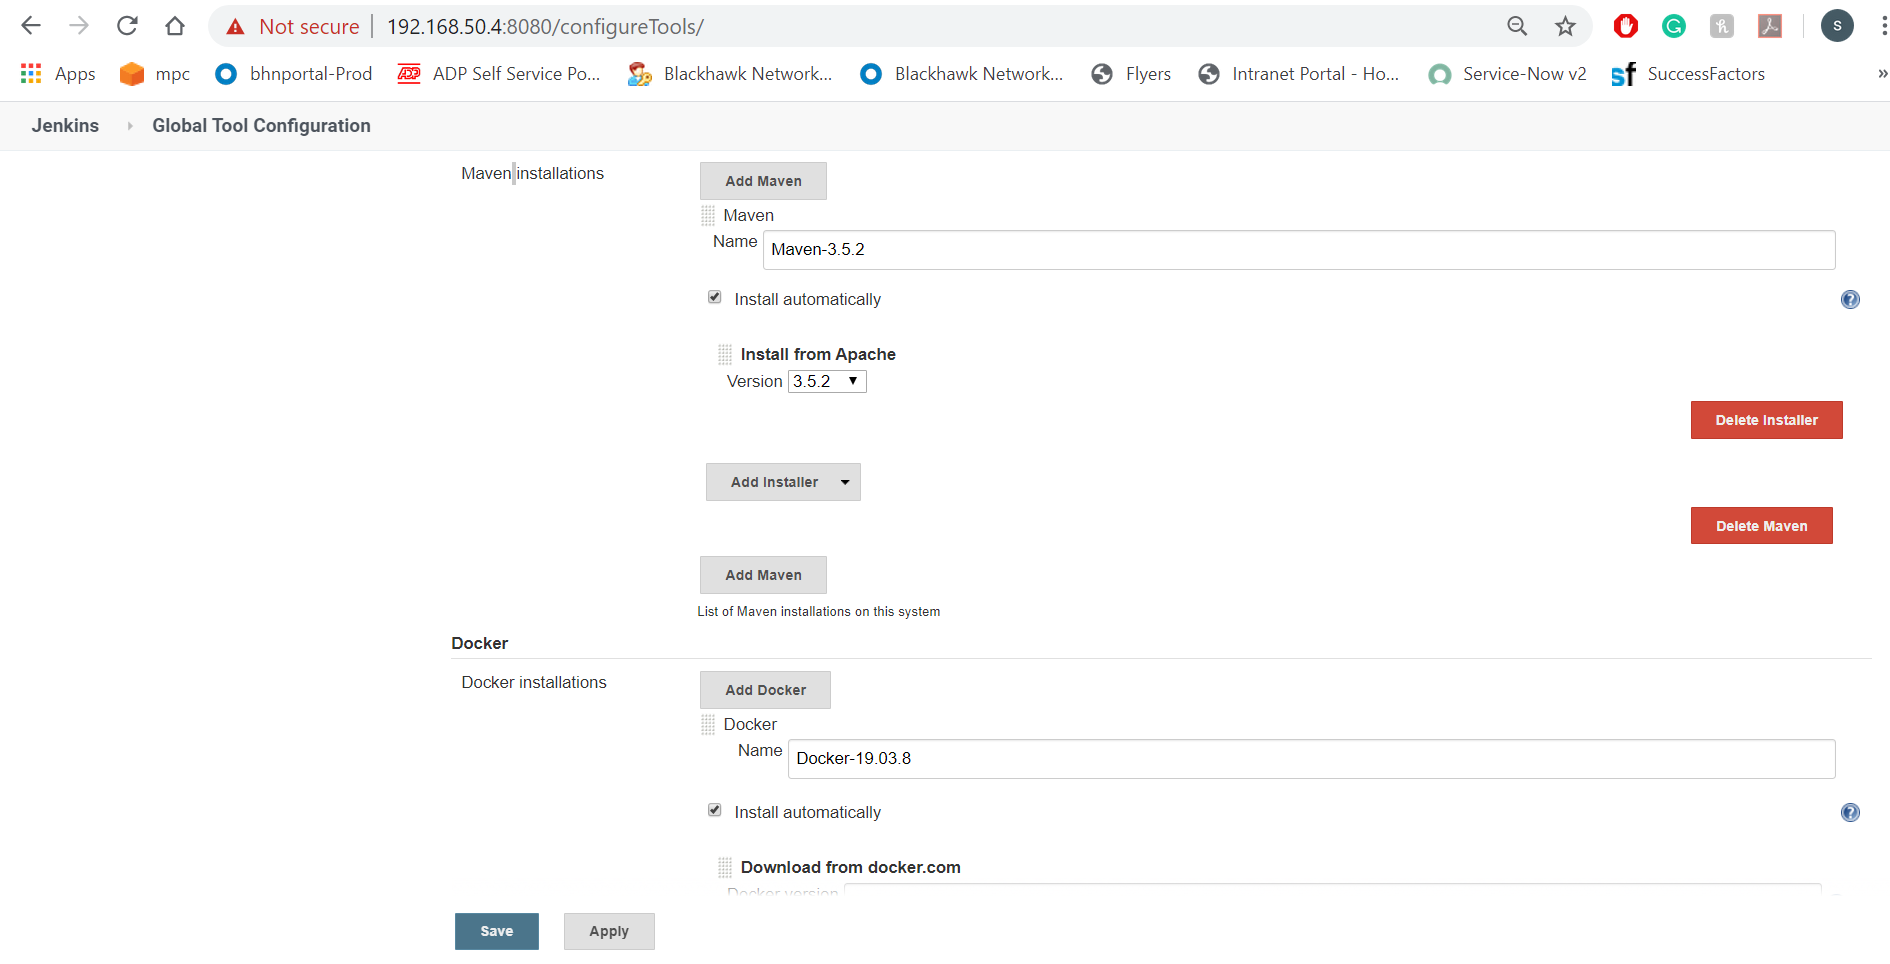 Not secure 192.168.50.4:8080/configureTools/
S
Apps mpc bhnportal-Prod ADP ADP Self Service Po... Blackhawk Network... Blackhawk Network... Flyers Intranet Portal - Ho... Service-Now v2 sf SuccessFactors »
Jenkins Global Tool Configuration
Maven installations
Add Maven
Maven
Name Maven-3.5.2
Install automatically
Install from Apache
Version 3.5.2
Delete Installer
Add Installer
Delete Maven
Add Maven
List of Maven installations on this system
Docker
Docker installations
Add Docker
Docker
Name Docker-19.03.8
Install automatically
Download from docker.com
Docker version
Save Apply